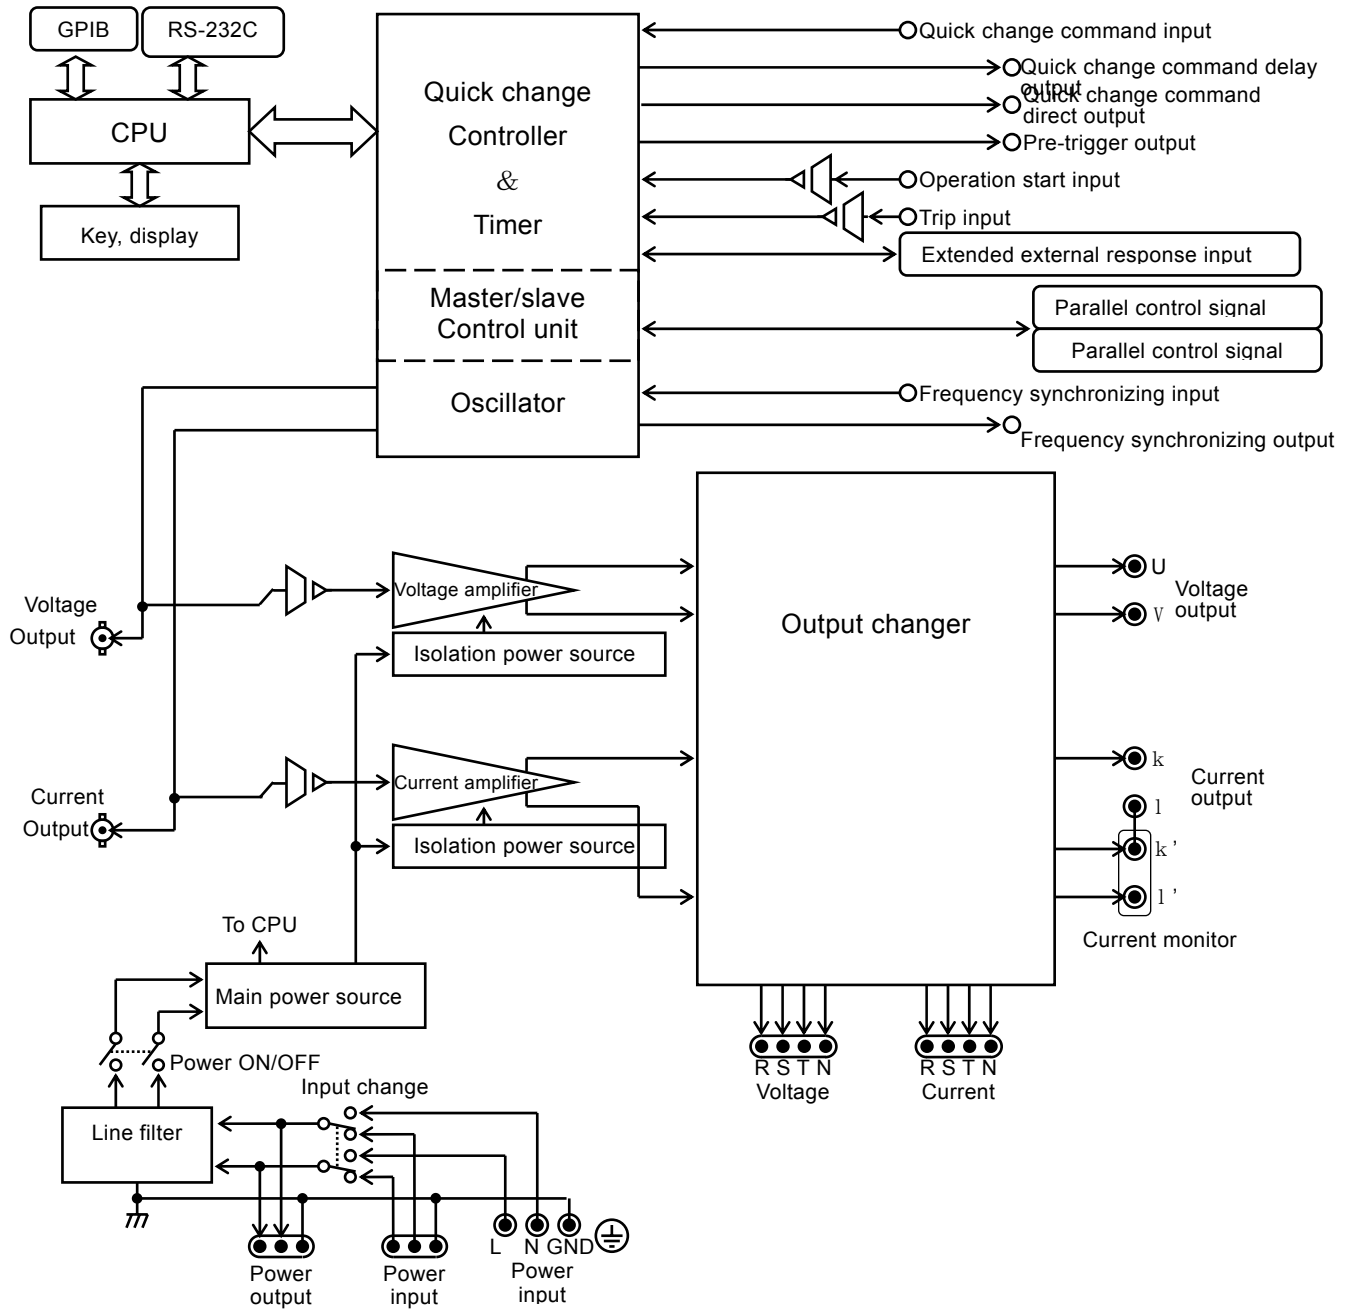 GPIB
RS-232C
CPU
Key, display
Quick change
Controller
&
Timer
Master/slave
Control unit
Oscillator
Quick change command input
Quick change command delay
output
Quick change command
direct output
Pre-trigger output
Operation start input
Trip input
Extended external response input
Parallel control signal
Parallel control signal
Frequency synchronizing input
Frequency synchronizing output
Voltage
Output
Voltage amplifier
Isolation power source
Output changer
U
V
Voltage
output
Current
Output
Current amplifier
Isolation power source
k
l
k'
l'
Current
output
Current monitor
To CPU
Main power source
Power ON/OFF
Input change
Line filter
R S T N
Voltage
R S T N
Current
L N GND
Power
output
Power
input
Power
input